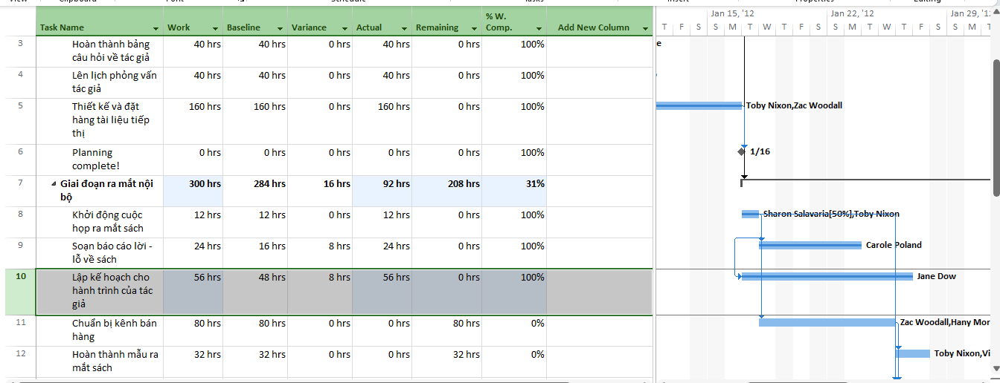 % W.
Task Name Work Baseline Variance Actual Remaining Comp. Add New Column
Jan 15, '12 Jan 22, '12 Jan 29, '12
T F S S M T W T F S S M T W T F S S M T
3 Hoàn thành bảng 40 hrs 40 hrs 0 hrs 40 hrs 0 hrs 100%
câu hỏi về tác giả
4 Lên lịch phỏng vấn 40 hrs 40 hrs 0 hrs 40 hrs 0 hrs 100%
tác giả
5 Thiết kế và đặt 160 hrs 160 hrs 0 hrs 160 hrs 0 hrs 100% Toby Nixon,Zac Woodall
hàng tài liệu tiếp
thị
6 Planning 0 hrs 0 hrs 0 hrs 0 hrs 0 hrs 100% 1/16
complete!
7 Giai đoạn ra mắt nội 300 hrs 284 hrs 16 hrs 92 hrs 208 hrs 31%
bộ
8 Khởi động cuộc 12 hrs 12 hrs 0 hrs 12 hrs 0 hrs 100% Sharon Salavaria[50%],Toby Nixon
họp ra mắt sách
9 Soạn báo cáo lời - 24 hrs 16 hrs 8 hrs 24 hrs 0 hrs 100% Carole Poland
lỗ về sách
10 Lập kế hoạch cho 56 hrs 48 hrs 8 hrs 56 hrs 0 hrs 100% Jane Dow
hành trình của tác
giả
11 Chuẩn bị kênh bán 80 hrs 80 hrs 0 hrs 0 hrs 80 hrs 0% Zac Woodall,Hany Mor
hàng
12 Hoàn thành mẫu ra 32 hrs 32 hrs 0 hrs 0 hrs 32 hrs 0% Toby Nixon,Vi
mắt sách